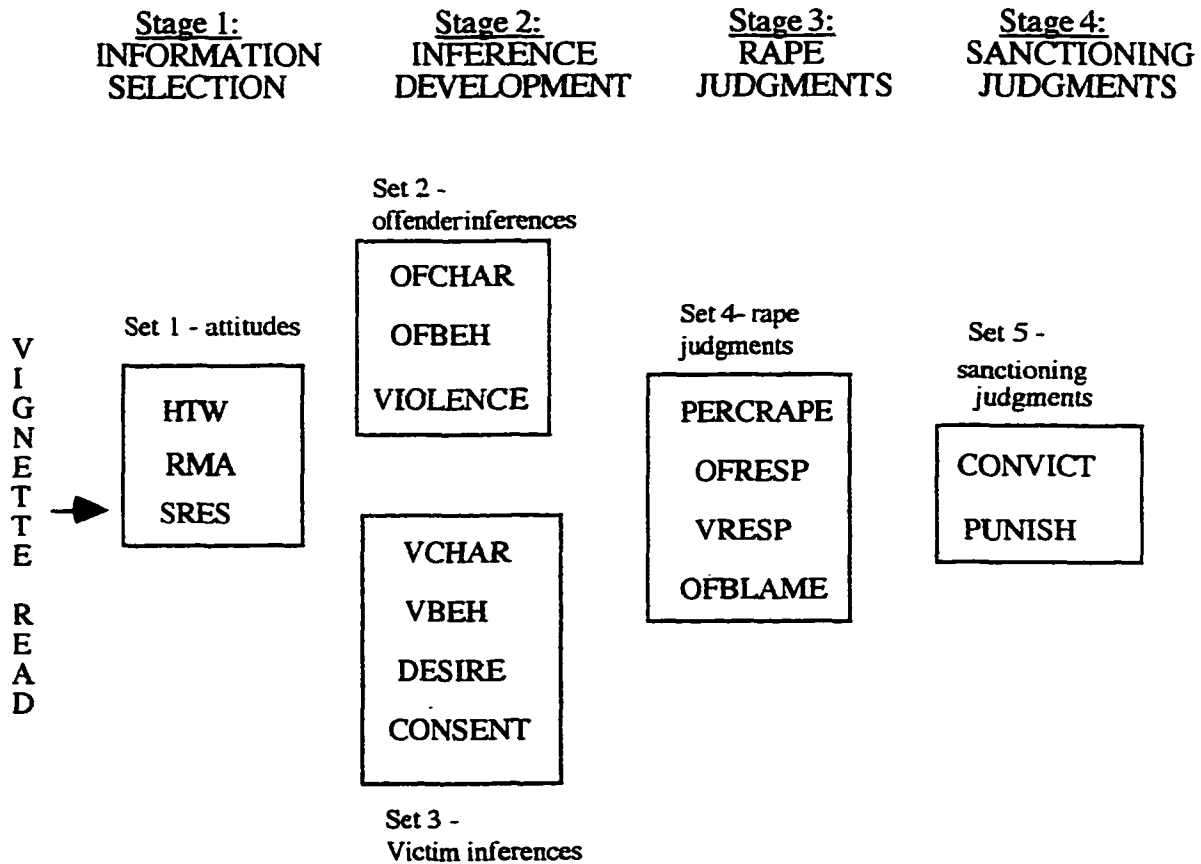 Stage 1:
INFORMATION
SELECTION
Stage 2:
INFERENCE
DEVELOPMENT
Stage 3:
RAPE
JUDGMENTS
Stage 4:
SANCTIONING
JUDGMENTS
VIGNETTE READ
Set 1 - attitudes
HTW
RMA
SRES
Set 2 -
offenderinferences
OFCHAR
OFBEH
VIOLENCE
VCHAR
VBEH
DESIRE
CONSENT
Set 3 -
Victim inferences
Set 4- rape
judgments
PERCRAPE
OFRESP
VRESP
OFBLAME
Set 5 -
sanctioning
judgments
CONVICT
PUNISH